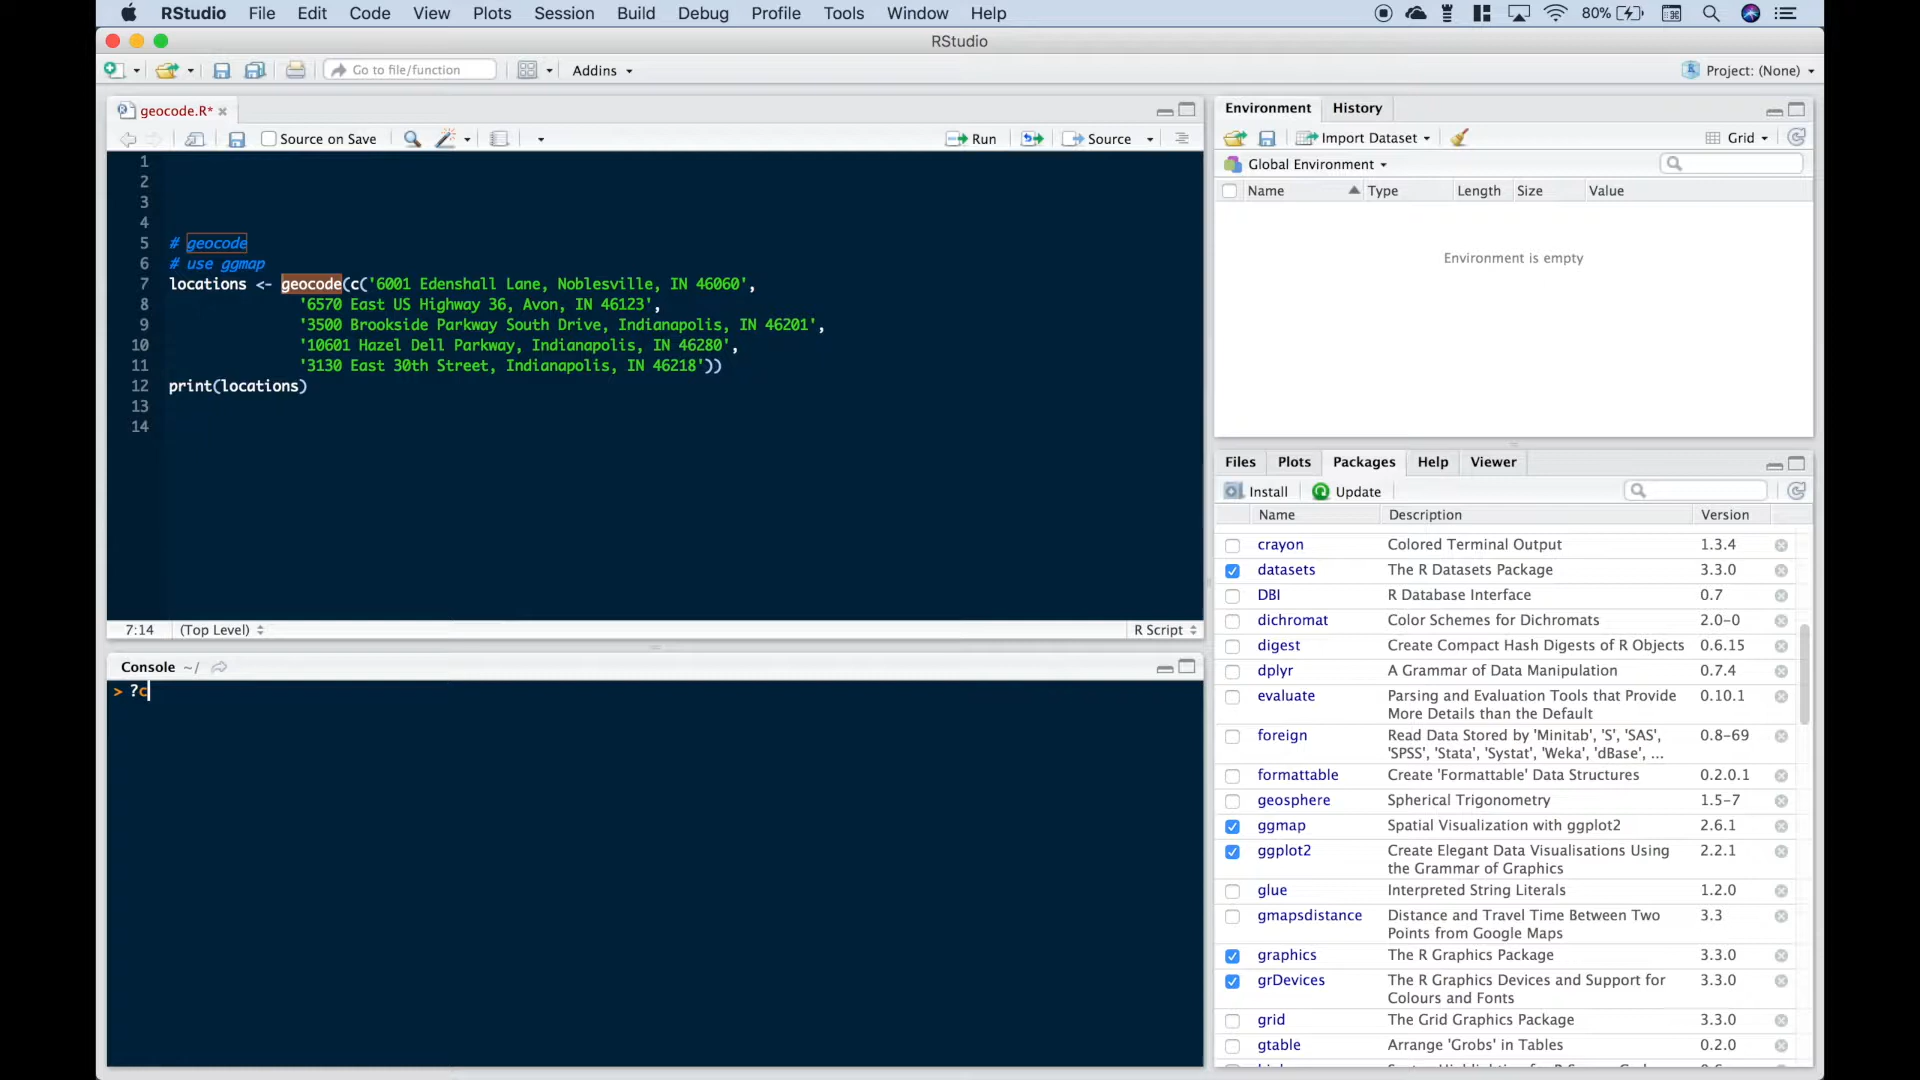 RStudio File Edit Code View Plots Session Build Debug Profile Tools Window Help 80%
RStudio
Go to file/function Addins Project: (None)
geocode.R*
Source on Save Run Source
1
2
3
4
5 # geocode
6 # use ggmap
7 locations <- geocode(c('6001 Edenshall Lane, Noblesville, IN 46060',
8 '6570 East US Highway 36, Avon, IN 46123',
9 '3500 Brookside Parkway South Drive, Indianapolis, IN 46201',
10 '10601 Hazel Dell Parkway, Indianapolis, IN 46280',
11 '3130 East 30th Street, Indianapolis, IN 46218'))
12 print(locations)
13
14
7:14 (Top Level) R Script
Console ~/
> ?c
Environment History
Import Dataset Grid
Global Environment
Name Type Length Size Value
Environment is empty
Files Plots Packages Help Viewer
Install Update
Name Description Version
crayon Colored Terminal Output 1.3.4
datasets The R Datasets Package 3.3.0
DBI R Database Interface 0.7
dichromat Color Schemes for Dichromats 2.0-0
digest Create Compact Hash Digests of R Objects 0.6.15
dplyr A Grammar of Data Manipulation 0.7.4
evaluate Parsing and Evaluation Tools that Provide 0.10.1
More Details than the Default
foreign Read Data Stored by 'Minitab', 'S', 'SAS', 0.8-69
'SPSS', 'Stata', 'Systat', 'Weka', 'dBase', ...
formattable Create 'Formattable' Data Structures 0.2.0.1
geosphere Spherical Trigonometry 1.5-7
ggmap Spatial Visualization with ggplot2 2.6.1
ggplot2 Create Elegant Data Visualisations Using 2.2.1
the Grammar of Graphics
glue Interpreted String Literals 1.2.0
gmapsdistance Distance and Travel Time Between Two 3.3
Points from Google Maps
graphics The R Graphics Package 3.3.0
grDevices The R Graphics Devices and Support for 3.3.0
Colours and Fonts
grid The Grid Graphics Package 3.3.0
gtable Arrange 'Grobs' in Tables 0.2.0